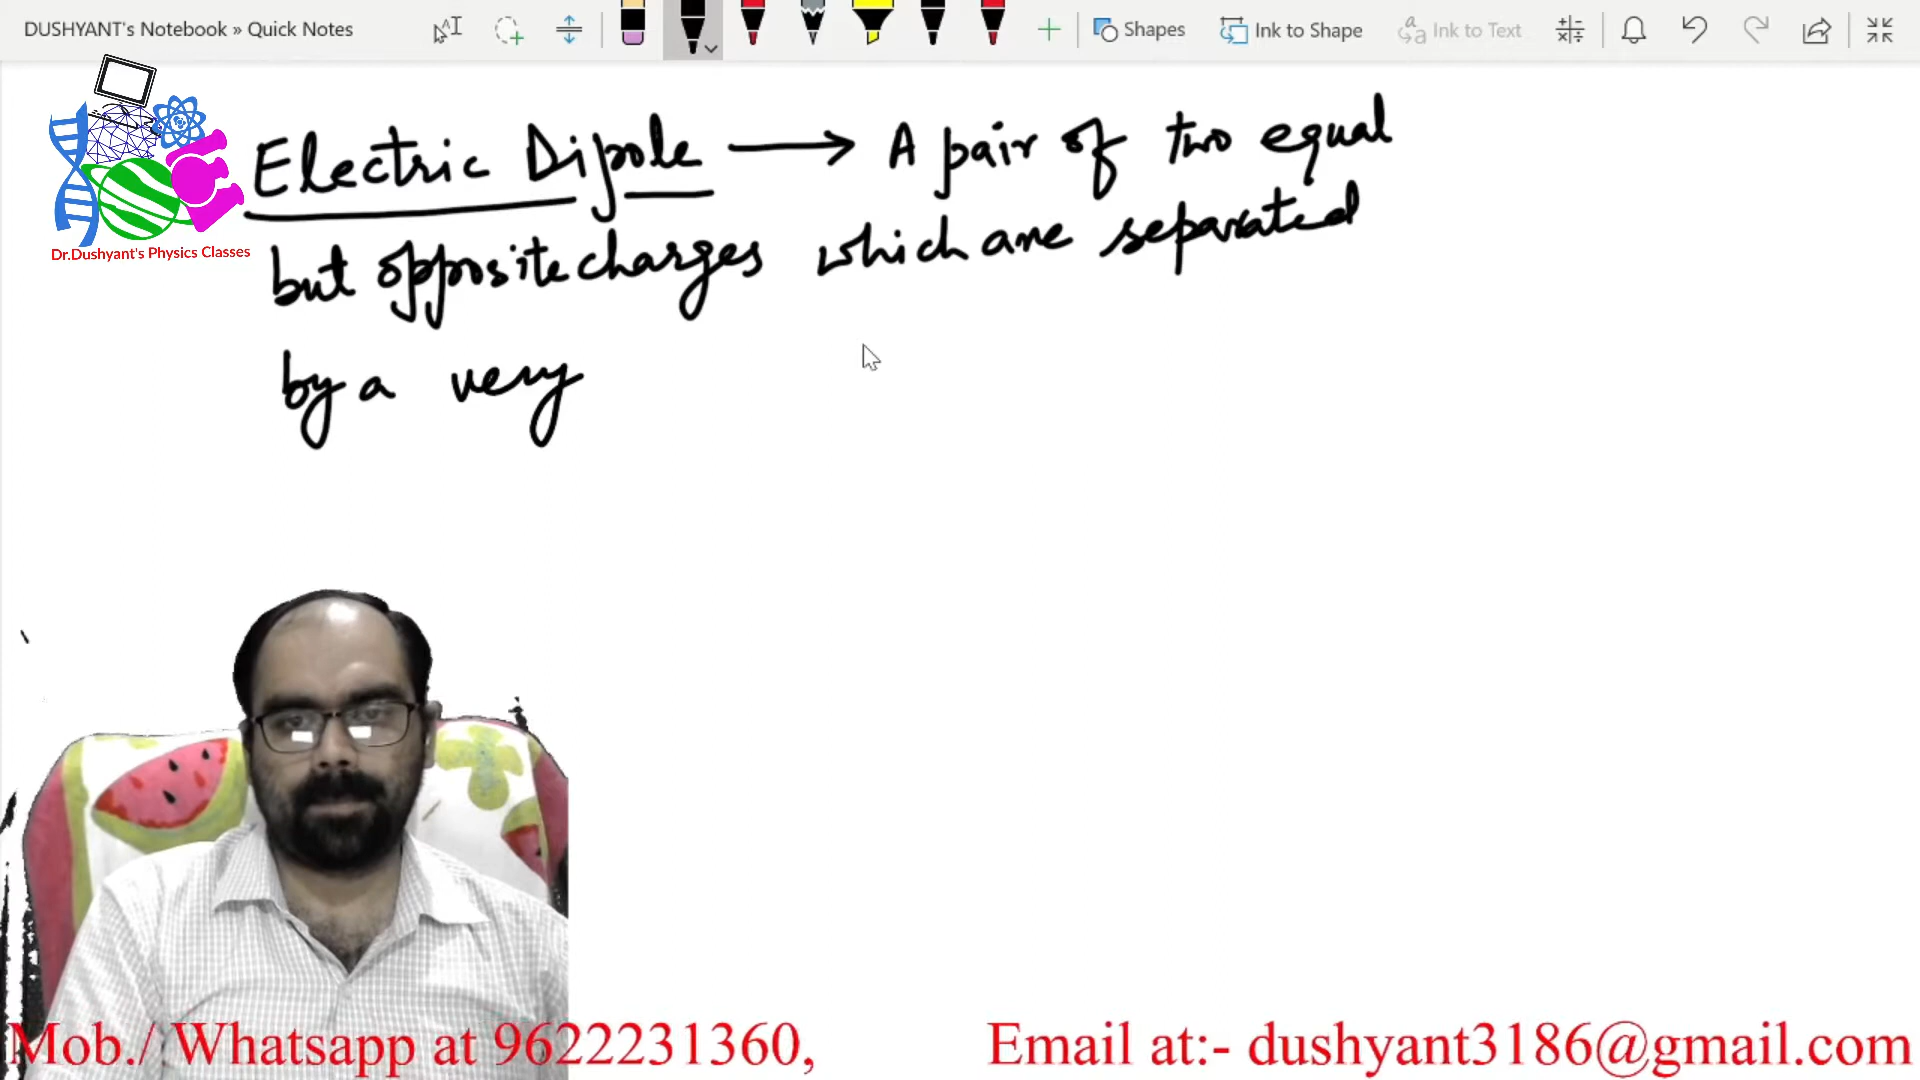 DUSHYANT's Notebook » Quick Notes
Shapes
Ink to Shape
Ink to Text
Electric Dipole → A pair of two equal
but opposite charges which are separated
by a very
Dr.Dushyant's Physics Classes
Mob./ Whatsapp at 9622231360, Email at:- dushyant3186@gmail.com